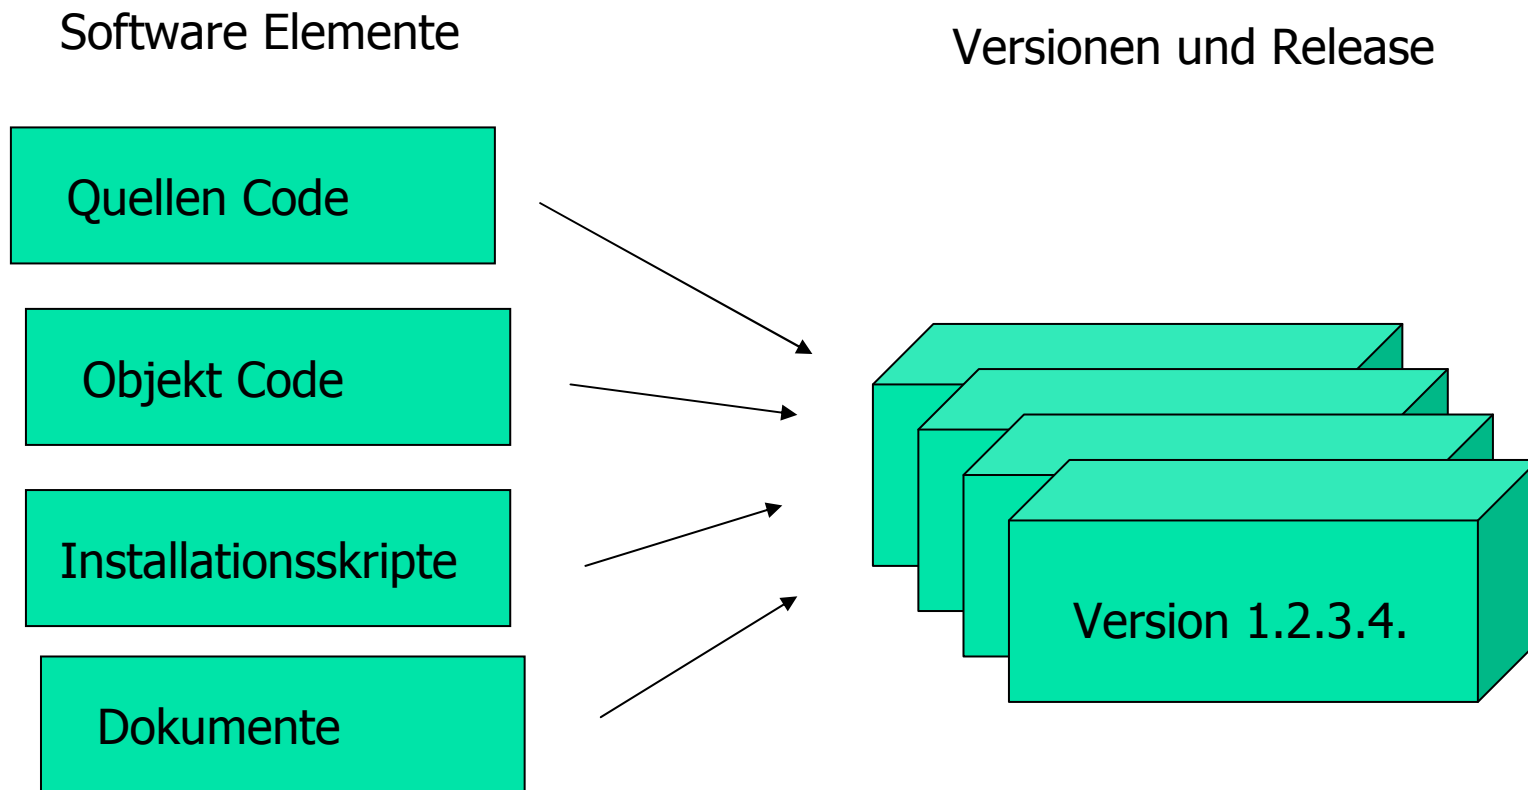 Software Elemente
Versionen und Release
Quellen Code
Objekt Code
Installationsskripte
Dokumente
Version 1.2.3.4.